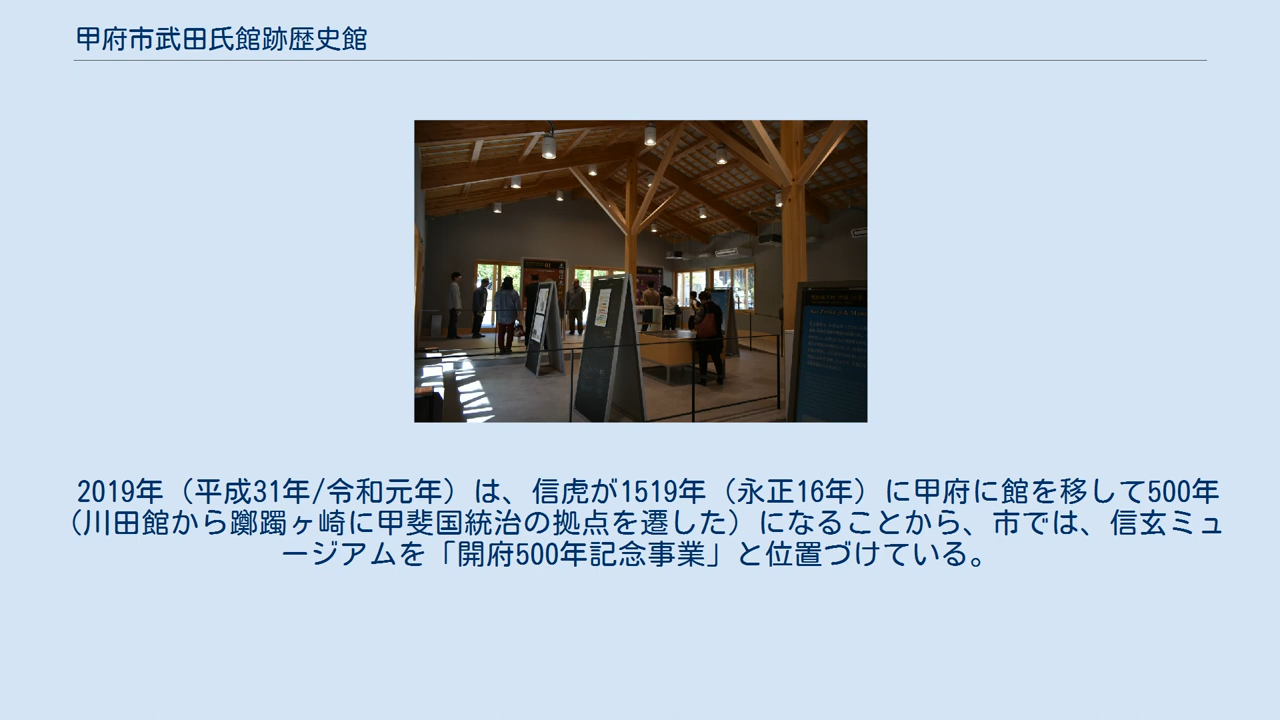 甲府市武田氏館跡歴史館
2019年（平成31年/令和元年）は、信虎が1519年（永正16年）に甲府に館を移して500年
（川田館から躑躅ヶ崎に甲斐国統治の拠点を遷した）になることから、市では、信玄ミュ
ージアムを「開府500年記念事業」と位置づけている。